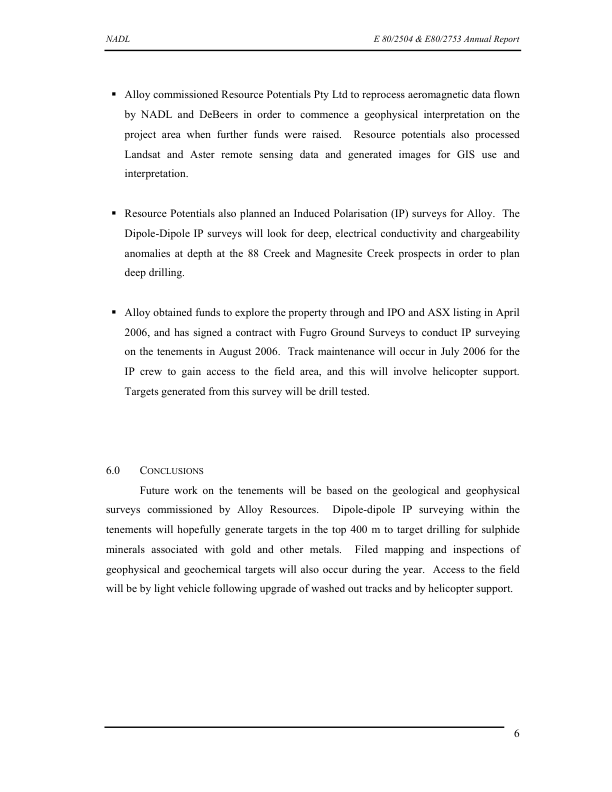 NADL E 80/2504 & E80/2753 Annual Report
▪ Alloy commissioned Resource Potentials Pty Ltd to reprocess aeromagnetic data flown
by NADL and DeBeers in order to commence a geophysical interpretation on the
project area when further funds were raised. Resource potentials also processed
Landsat and Aster remote sensing data and generated images for GIS use and
interpretation.
▪ Resource Potentials also planned an Induced Polarisation (IP) surveys for Alloy. The
Dipole-Dipole IP surveys will look for deep, electrical conductivity and chargeability
anomalies at depth at the 88 Creek and Magnesite Creek prospects in order to plan
deep drilling.
▪ Alloy obtained funds to explore the property through and IPO and ASX listing in April
2006, and has signed a contract with Fugro Ground Surveys to conduct IP surveying
on the tenements in August 2006. Track maintenance will occur in July 2006 for the
IP crew to gain access to the field area, and this will involve helicopter support.
Targets generated from this survey will be drill tested.
6.0 CONCLUSIONS
Future work on the tenements will be based on the geological and geophysical
surveys commissioned by Alloy Resources. Dipole-dipole IP surveying within the
tenements will hopefully generate targets in the top 400 m to target drilling for sulphide
minerals associated with gold and other metals. Filed mapping and inspections of
geophysical and geochemical targets will also occur during the year. Access to the field
will be by light vehicle following upgrade of washed out tracks and by helicopter support.
6